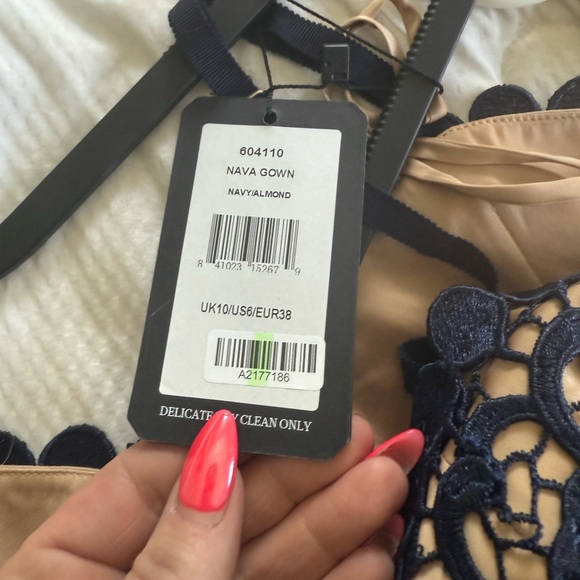 604110
NAVA GOWN
NAVY/ALMOND
8 41023 15267 9
UK10/US6/EUR38
A2177186
DELICATE DRY CLEAN ONLY